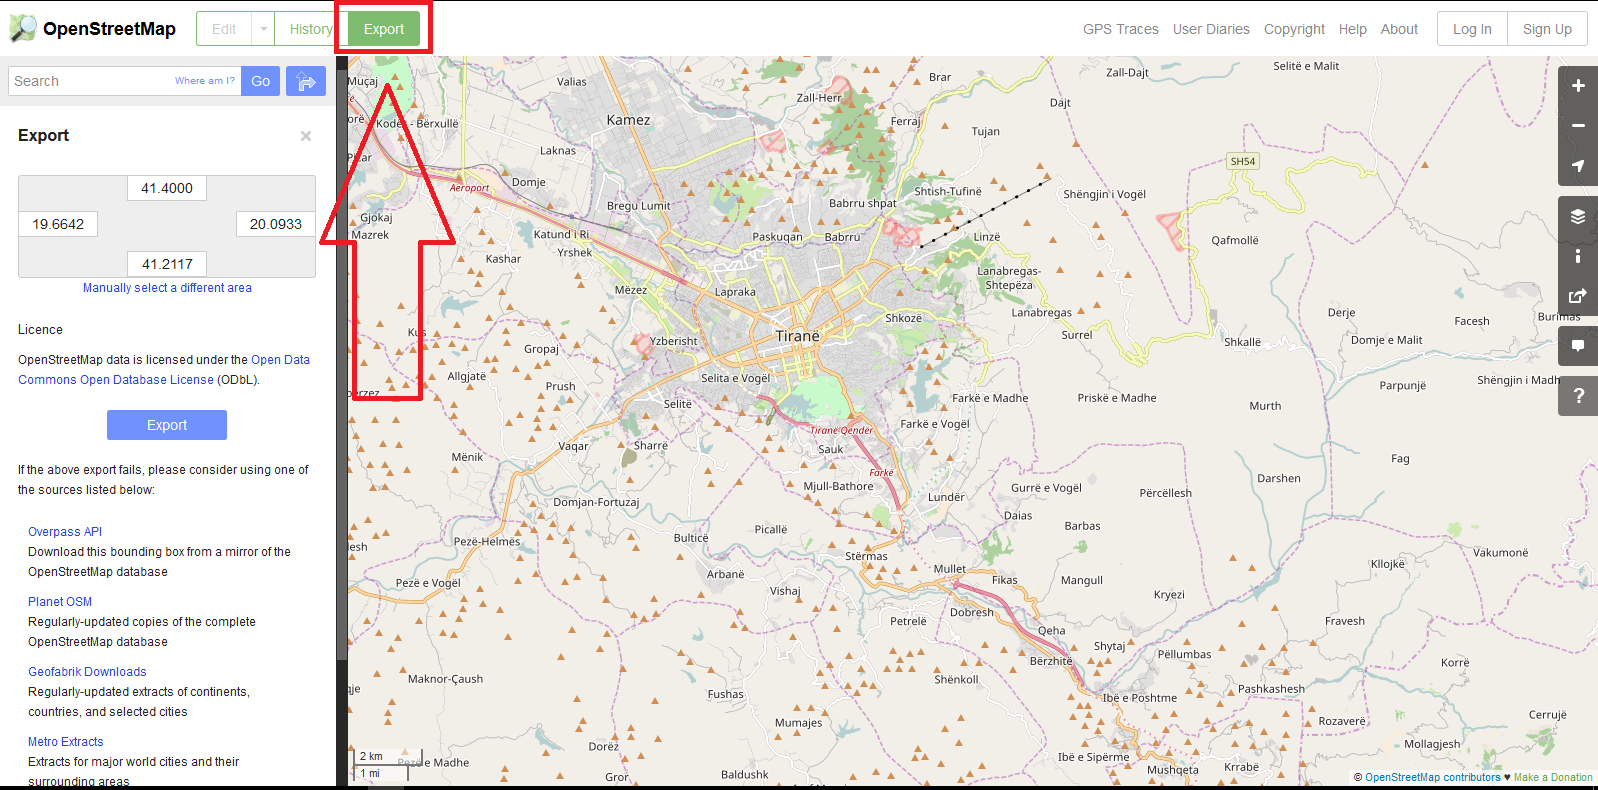 OpenStreetMap
Edit
History
Export
GPS Traces
User Diaries
Copyright
Help
About
Log In
Sign Up
Search
Where am I?
Go
Export
×
41.4000
19.6642
20.0933
41.2117
Manually select a different area
Licence
OpenStreetMap data is licensed under the Open Data
Commons Open Database License (ODbL).
Export
If the above export fails, please consider using one of
the sources listed below:
Overpass API
Download this bounding box from a mirror of the
OpenStreetMap database
Planet OSM
Regularly-updated copies of the complete
OpenStreetMap database
Geofabrik Downloads
Regularly-updated extracts of continents,
countries, and selected cities
Metro Extracts
Extracts for major world cities and their
surrounding areas
Muçaj
Valias
Zall-Herr
Brar
Zall-Dajt
Selitë e Malit
Dajt
Kodër - Bërxullë
Kamez
Ferraj
Tujan
Laknas
SH54
Aeroport
Domje
Shtish-Tufinë
Shëngjin i Vogël
Bregu Lumit
Babrru shpat
Gjokaj
Mazrek
Katund i Ri
Yrshek
Paskuqan
Babrru
Linzë
Qafmollë
Kashar
Lanabregas-
Shtepëza
Mëzez
Lapraka
Lanabregas
Derje
Facesh
Burimas
Shkozë
Kus
Tiranë
Surrel
Shkallë
Domje e Malit
Gropaj
Yzberisht
Allgjatë
Prush
Selita e Vogël
Parpunjë
Shëngjin i Madh
Selitë
Farkë e Madhe
Priskë e Madhe
Murth
Tiranë Qendër
Farkë e Vogël
Vaqar
Sharrë
Sauk
Mënik
Farkë
Fag
Mjull-Bathore
Gurrë e Vogël
Darshen
Përcëllesh
Lundër
Domjan-Fortuzaj
Daias
Picallë
Barbas
Bulticë
Pezë-Helmës
Stërmas
Vakumonë
Mullet
Kllojkë
Arbanë
Pezë e Vogël
Fikas
Mangull
Vishaj
Kryezi
Dobresh
Petrelë
Fravesh
Qeha
Shytaj
Pëllumbas
Bërzhitë
Korrë
Maknor-Çaush
Shënkoll
Pashkashesh
Fushas
Ibë e Poshtme
Mumajes
Rozaverë
Cerrujë
Dorëz
Mollagjesh
Ibë e Sipërme
Pezë e Madhe
2 km
1 mi
Gror
Baldushk
Mushqeta
Krrabë
© OpenStreetMap contributors ♥ Make a Donation